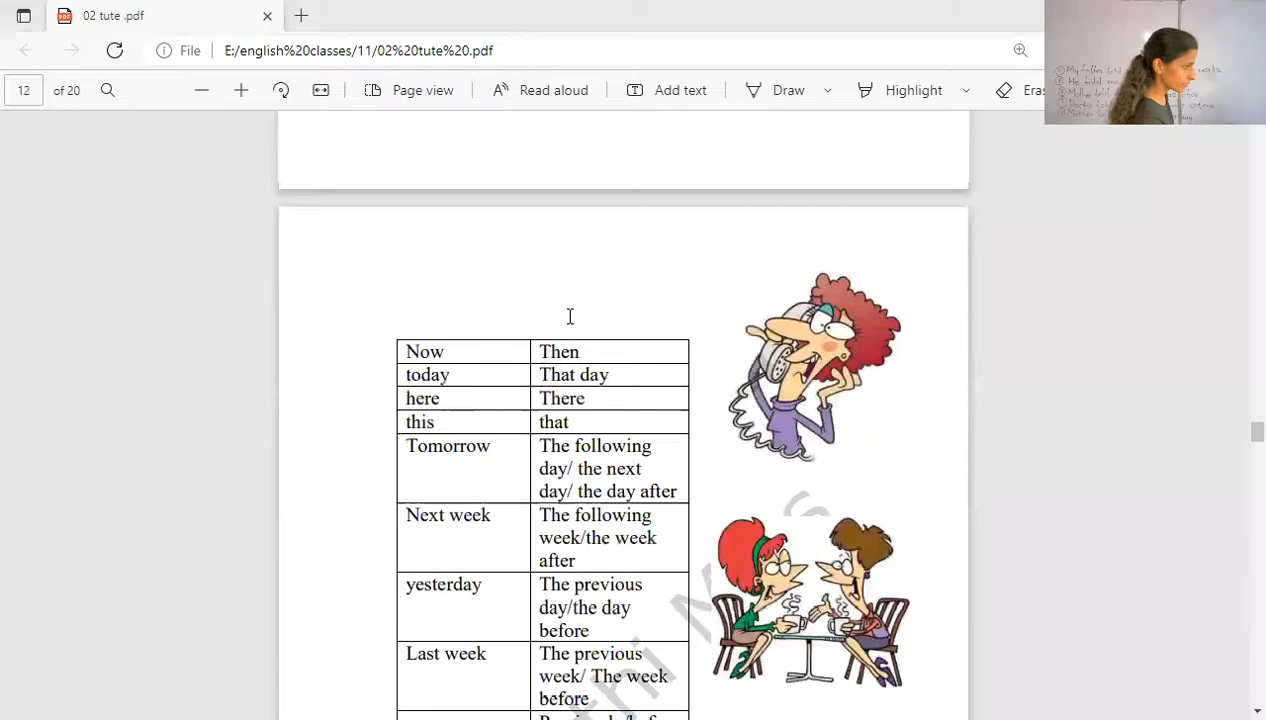 02 tute .pdf
File
E:/english%20classes/11/02%20tute%20.pdf
12
of 20
Page view
Read aloud
Add text
Draw
Highlight
Now
Then
today
That day
here
There
this
that
Tomorrow
The following
day/ the next
day/ the day after
Next week
The following
week/the week
after
yesterday
The previous
day/the day
before
Last week
The previous
week/ The week
before